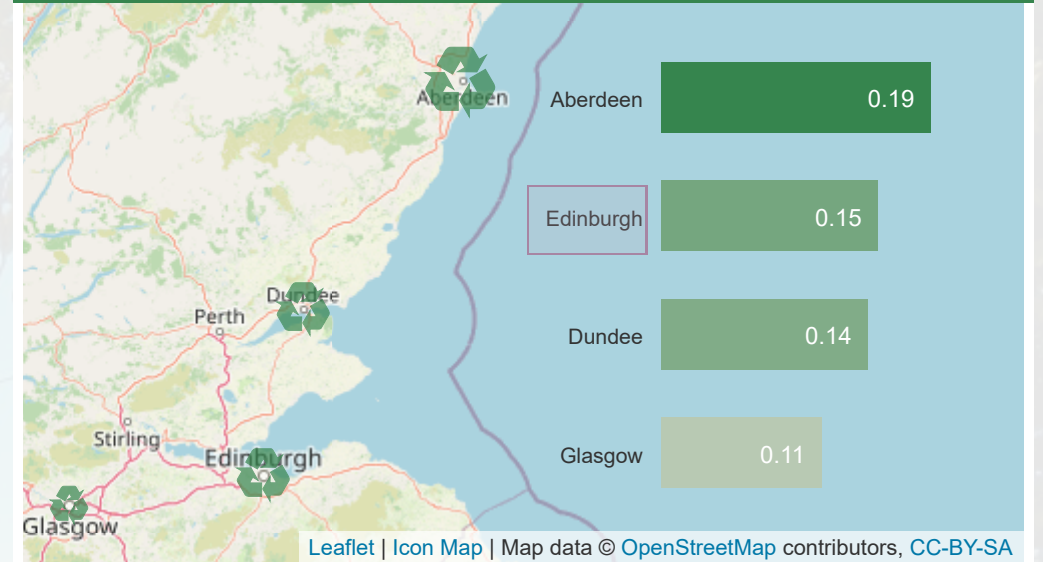 Aberdeen
Dundee
Perth
Stirling
Edinburgh
Glasgow
Aberdeen 0.19
Edinburgh 0.15
Dundee 0.14
Glasgow 0.11
Leaflet | Icon Map | Map data © OpenStreetMap contributors, CC-BY-SA